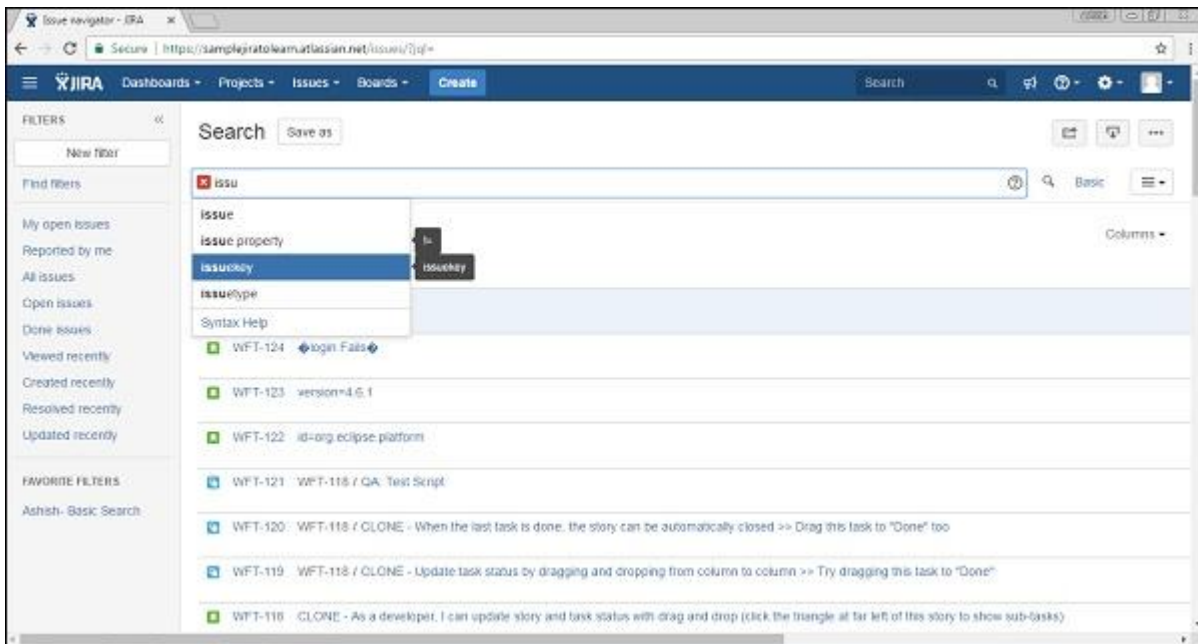 Issue navigator - JIRA
Secure | https://samplejiratolearn.atlassian.net/issues/?jql=
JIRA Dashboards Projects Issues Boards Create Search
FILTERS
New filter
Find filters
My open issues
Reported by me
All issues
Open issues
Done issues
Viewed recently
Created recently
Resolved recently
Updated recently
FAVORITE FILTERS
Ashish- Basic Search
Search Save as
issu Basic
issue
issue property
issuekey issuekey
issuetype
Syntax Help
Columns
WFT-124 �login Fails�
WFT-123 version=4.6.1
WFT-122 id=org.eclipse.platform
WFT-121 WFT-118 / QA: Test Script
WFT-120 WFT-118 / CLONE - When the last task is done, the story can be automatically closed >> Drag this task to "Done" too
WFT-119 WFT-118 / CLONE - Update task status by dragging and dropping from column to column >> Try dragging this task to "Done"
WFT-118 CLONE - As a developer, I can update story and task status with drag and drop (click the triangle at far left of this story to show sub-tasks)